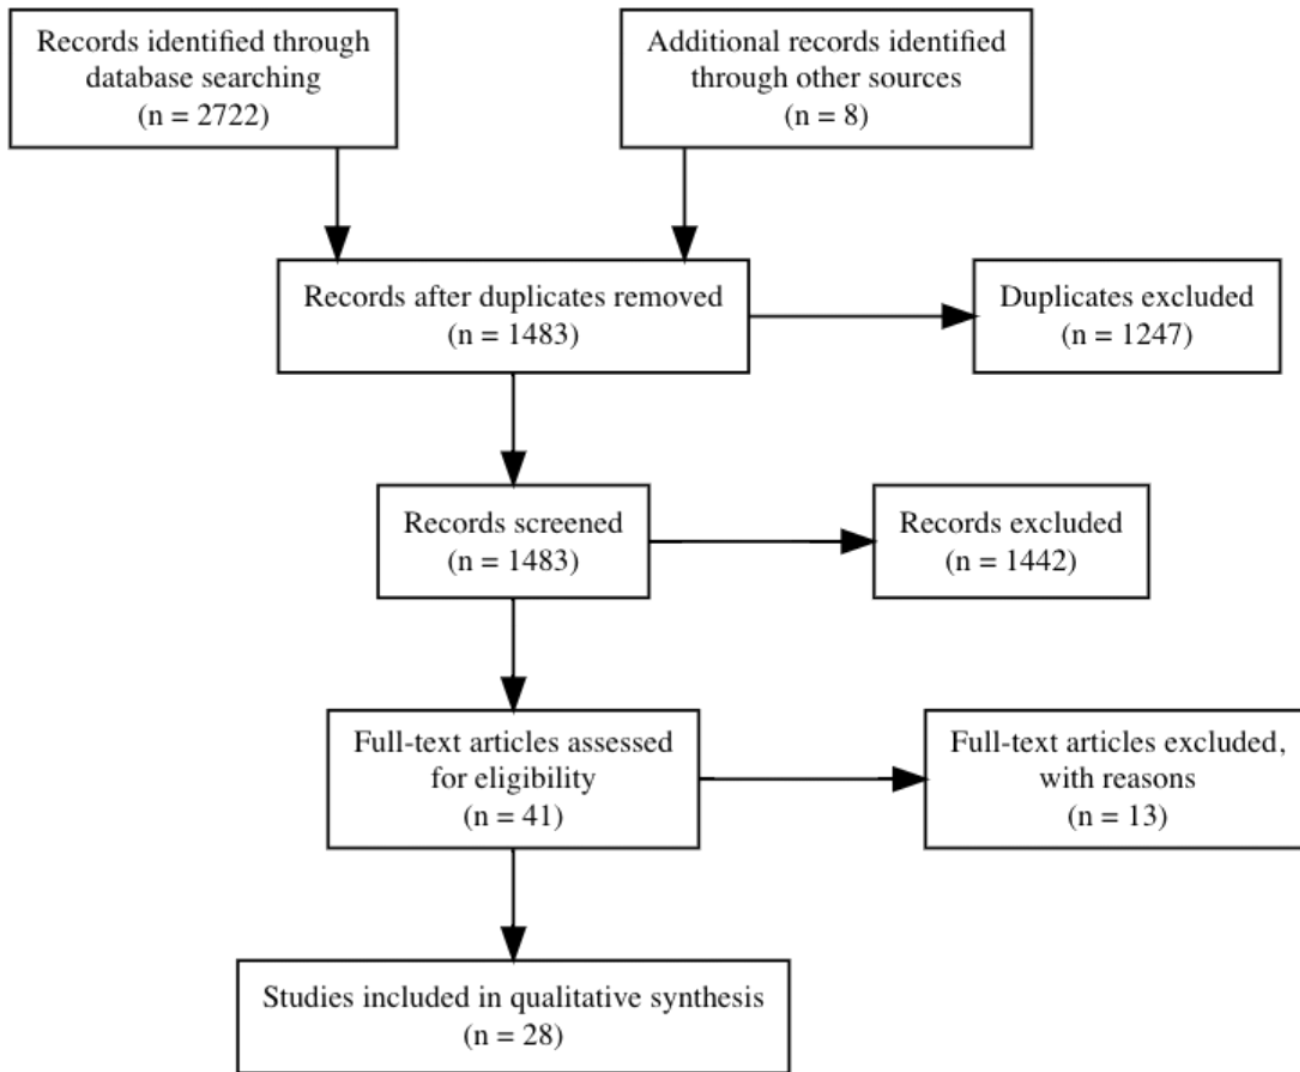 Records identified through
database searching
(n = 2722)
Additional records identified
through other sources
(n = 8)
Records after duplicates removed
(n = 1483)
Duplicates excluded
(n = 1247)
Records screened
(n = 1483)
Records excluded
(n = 1442)
Full-text articles assessed
for eligibility
(n = 41)
Full-text articles excluded,
with reasons
(n = 13)
Studies included in qualitative synthesis
(n = 28)